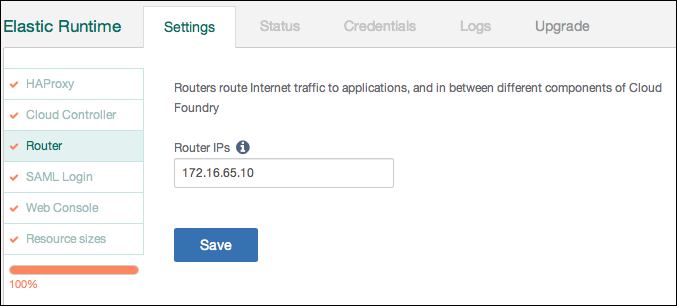 Elastic Runtime
Settings
Status
Credentials
Logs
Upgrade
HAProxy
Cloud Controller
Router
SAML Login
Web Console
Resource sizes
100%
Routers route Internet traffic to applications, and in between different components of Cloud
Foundry
Router IPs
172.16.65.10
Save